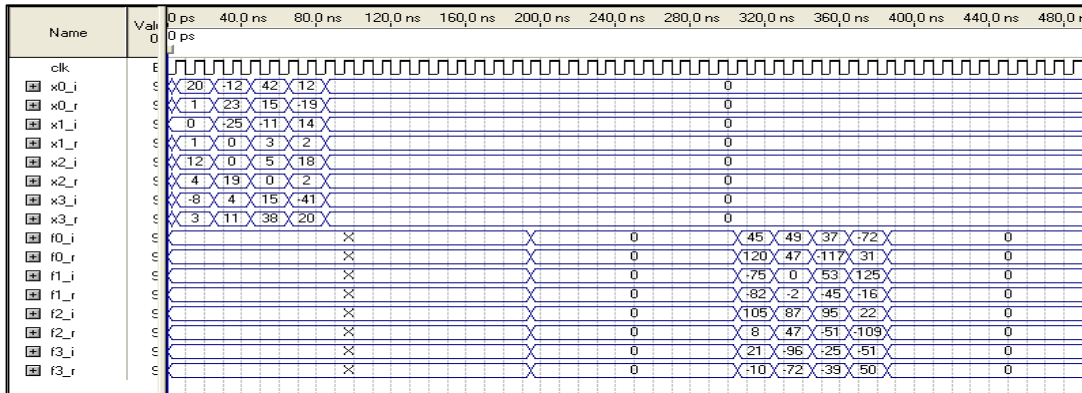 Name Valu 0 ps 40.0 ns 80.0 ns 120.0 ns 160.0 ns 200.0 ns 240.0 ns 280.0 ns 320.0 ns 360.0 ns 400.0 ns 440.0 ns 480.0 n
0 0 ps
clk
x0_i S 20 -12 42 12 0
x0_r S 1 23 15 -19 0
x1_i S 0 -25 -11 14 0
x1_r S 1 0 3 2 0
x2_i S 12 0 5 18 0
x2_r S 4 19 0 2 0
x3_i S -8 4 15 -41 0
x3_r S 3 11 38 20 0
f0_i S X 0 45 49 37 -72 0
f0_r S X 0 120 47 -117 31 0
f1_i S X 0 -75 0 53 125 0
f1_r S X 0 -82 -2 -45 -16 0
f2_i S X 0 105 87 95 22 0
f2_r S X 0 8 47 -51 -109 0
f3_i S X 0 21 -96 -25 -51 0
f3_r S X 0 -10 -72 -39 50 0